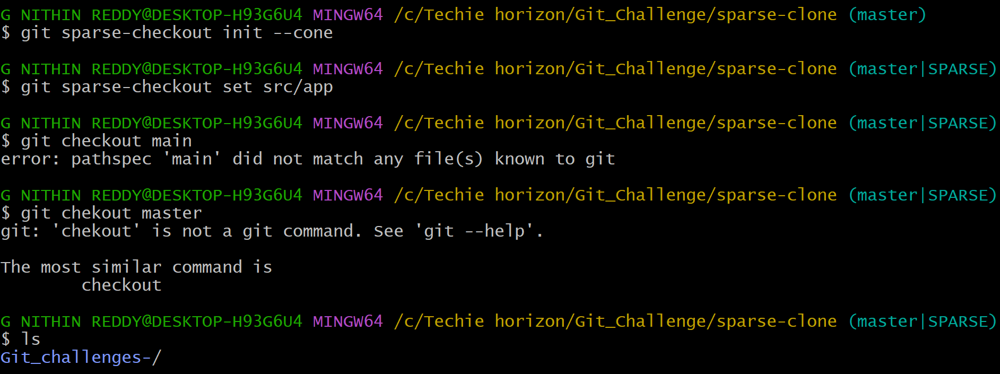 G NITHIN REDDY@DESKTOP-H93G6U4 MINGW64 /c/Techie horizon/Git_Challenge/sparse-clone (master)
$ git sparse-checkout init --cone
G NITHIN REDDY@DESKTOP-H93G6U4 MINGW64 /c/Techie horizon/Git_Challenge/sparse-clone (master|SPARSE)
$ git sparse-checkout set src/app
G NITHIN REDDY@DESKTOP-H93G6U4 MINGW64 /c/Techie horizon/Git_Challenge/sparse-clone (master|SPARSE)
$ git checkout main
error: pathspec 'main' did not match any file(s) known to git
G NITHIN REDDY@DESKTOP-H93G6U4 MINGW64 /c/Techie horizon/Git_Challenge/sparse-clone (master|SPARSE)
$ git chekout master
git: 'chekout' is not a git command. See 'git --help'.
The most similar command is
checkout
G NITHIN REDDY@DESKTOP-H93G6U4 MINGW64 /c/Techie horizon/Git_Challenge/sparse-clone (master|SPARSE)
$ ls
Git_challenges-/